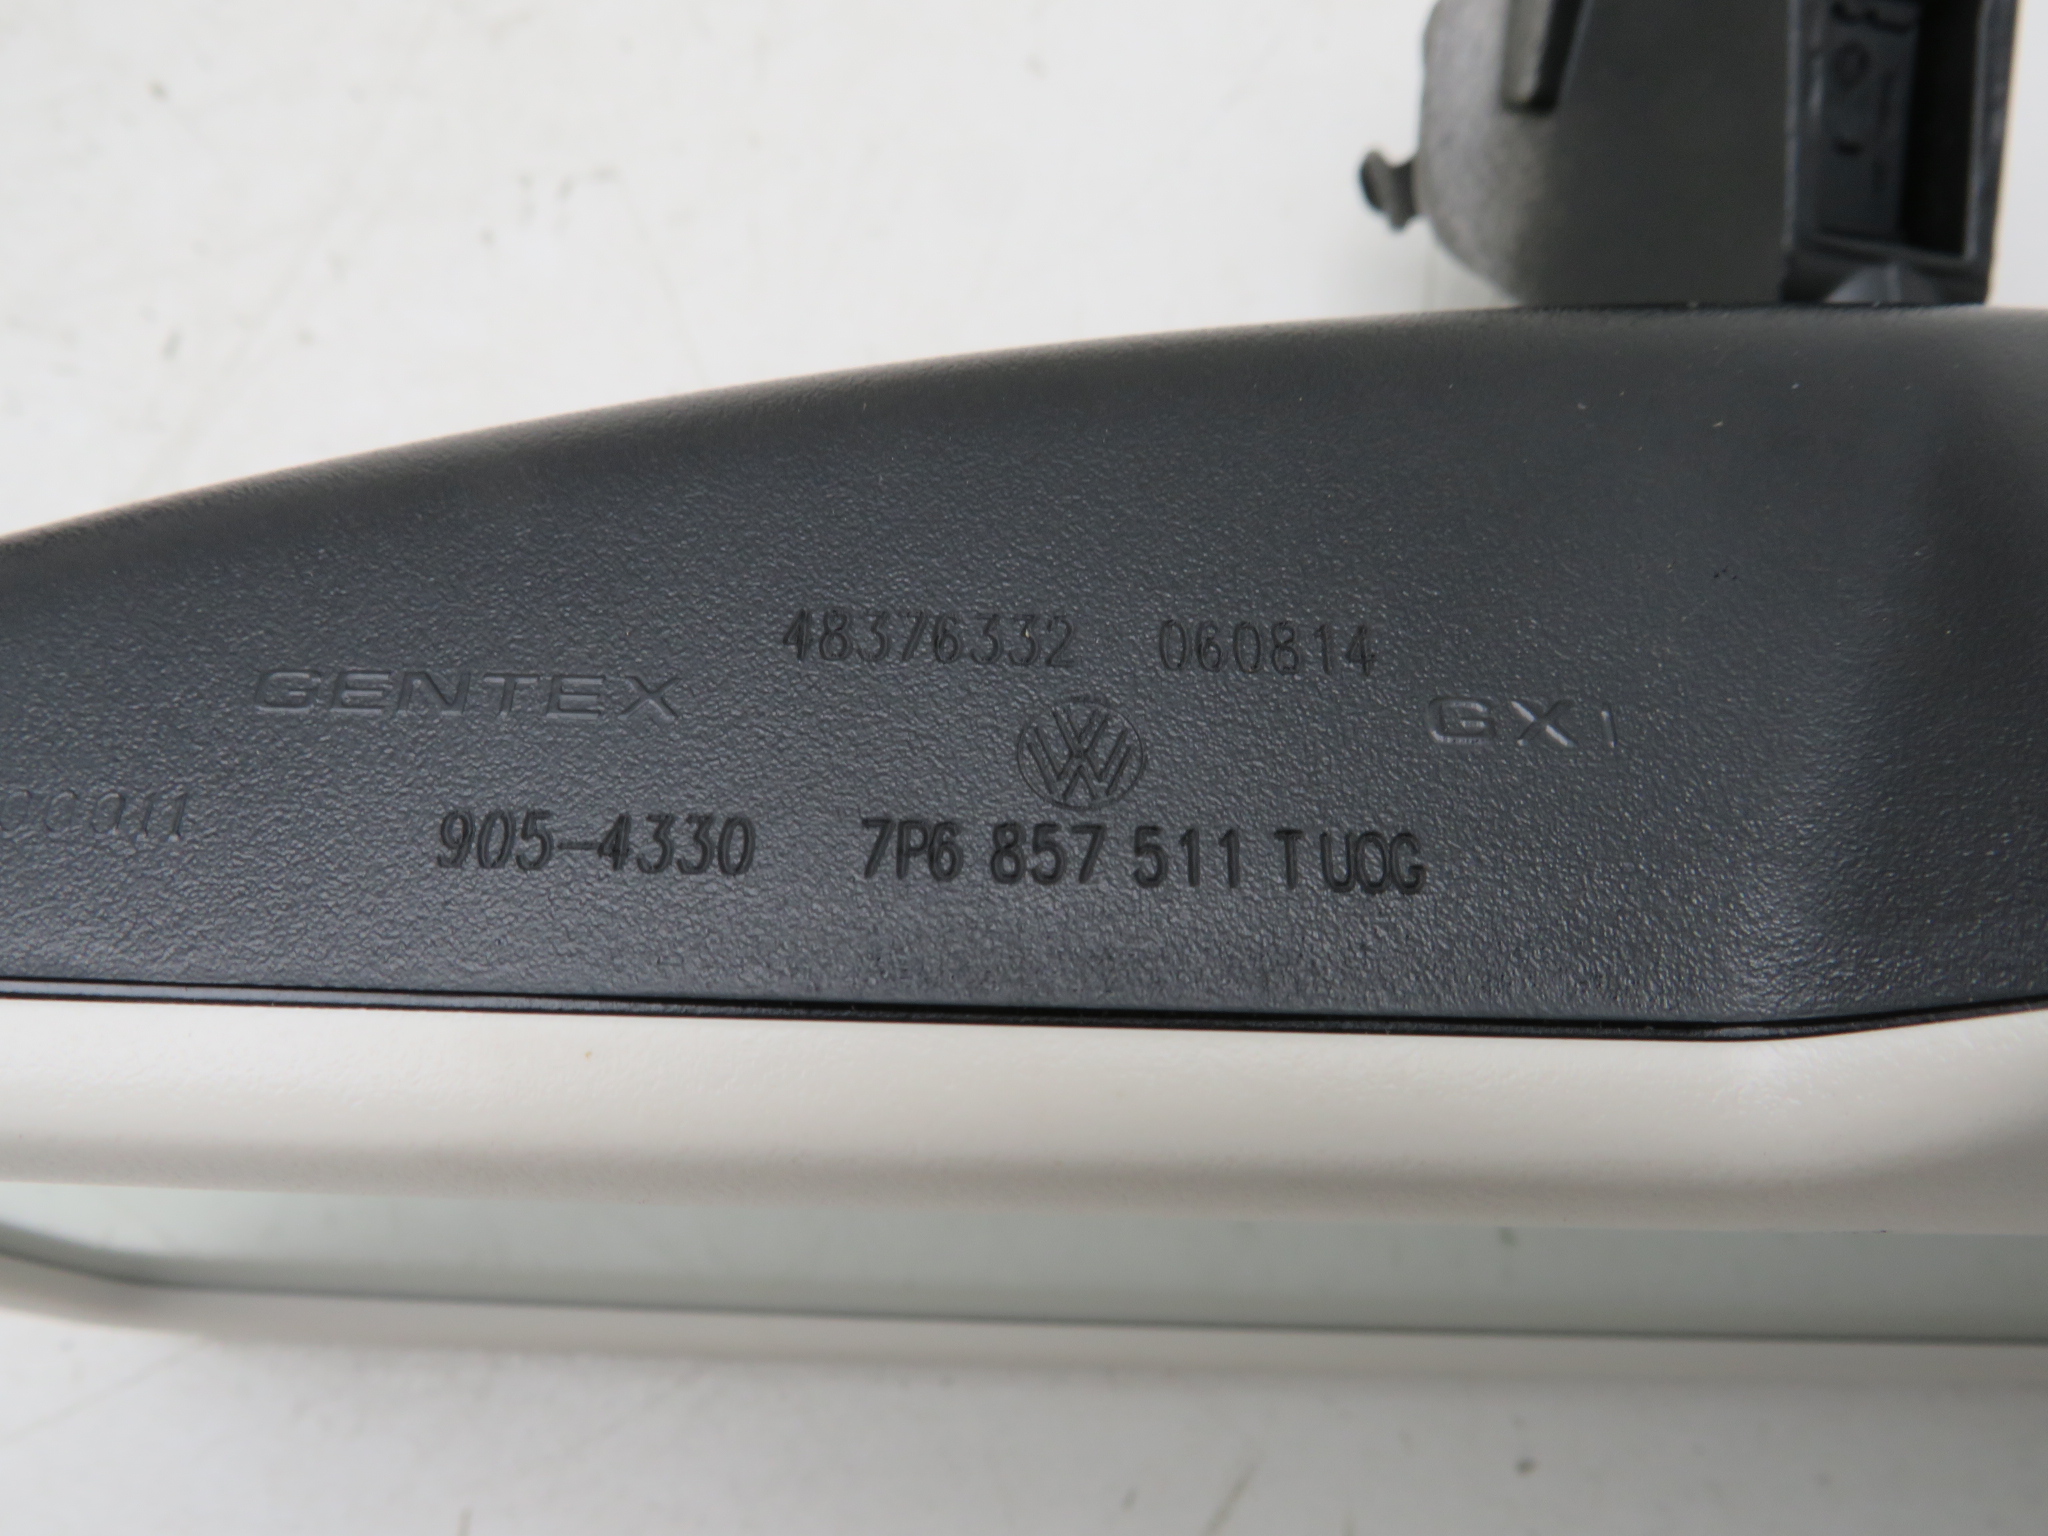 48376332 060814
GENTEX GX1
905-4330 7P6 857 511 T UOG